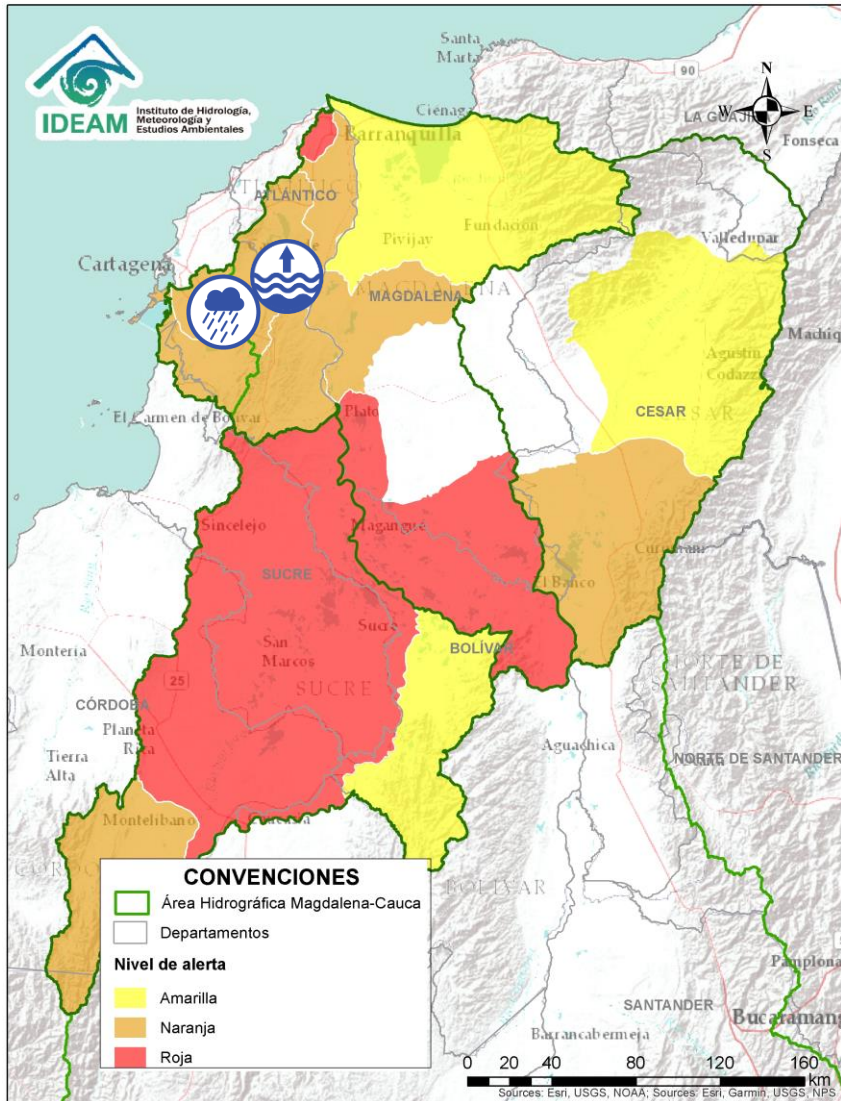 IDEAM
Instituto de Hidrología,
Meteorología y
Estudios Ambientales
Santa
Marta
90
N
W
E
S
LA GUAJI
Fonseca
Ciénaga
Barranquilla
ATLÁNTICO
Fundación
Pivijay
Valledupar
Cartagena
MAGDALENA
Agustín
Codazzi
CESAR
El Carmen de Bolívar
Plato
Sincelejo
Magangué
SUCRE
El Banco
Sucre
BOLÍVAR
San
Marcos
SUCRE
Montería
25
NORTE DE
SANTANDER
CÓRDOBA
Planeta
Rica
Aguachica
NORTE DE SANTANDER
Tierra
Alta
Montelibano
BOLÍVAR
CONVENCIONES
Área Hidrográfica Magdalena-Cauca
Departamentos
Nivel de alerta
Amarilla
Naranja
Roja
Pamplona
SANTANDER
Bucaramang
Barrancabermeja
0 20 40 80 120 160
km
Sources: Esri, USGS, NOAA; Sources: Esri, Garmin, USGS, NPS